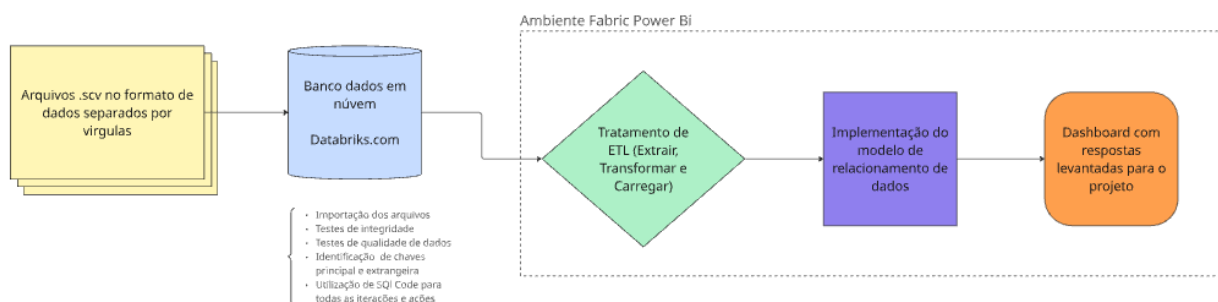 Ambiente Fabric Power Bi
Arquivos .scv no formato de
dados separados por
virgulas
Banco dados em
núvem
Databriks.com
Tratamento de
ETL (Extrair,
Transformar e
Carregar)
Implementação do
modelo de
relacionamento de
dados
Dashboard com
respostas
levantadas para o
projeto
• Importação dos arquivos
• Testes de integridade
• Testes de qualidade de dados
• Identificação de chaves
principal e extrangeira
• Utilização de SQl Code para
todas as iterações e ações